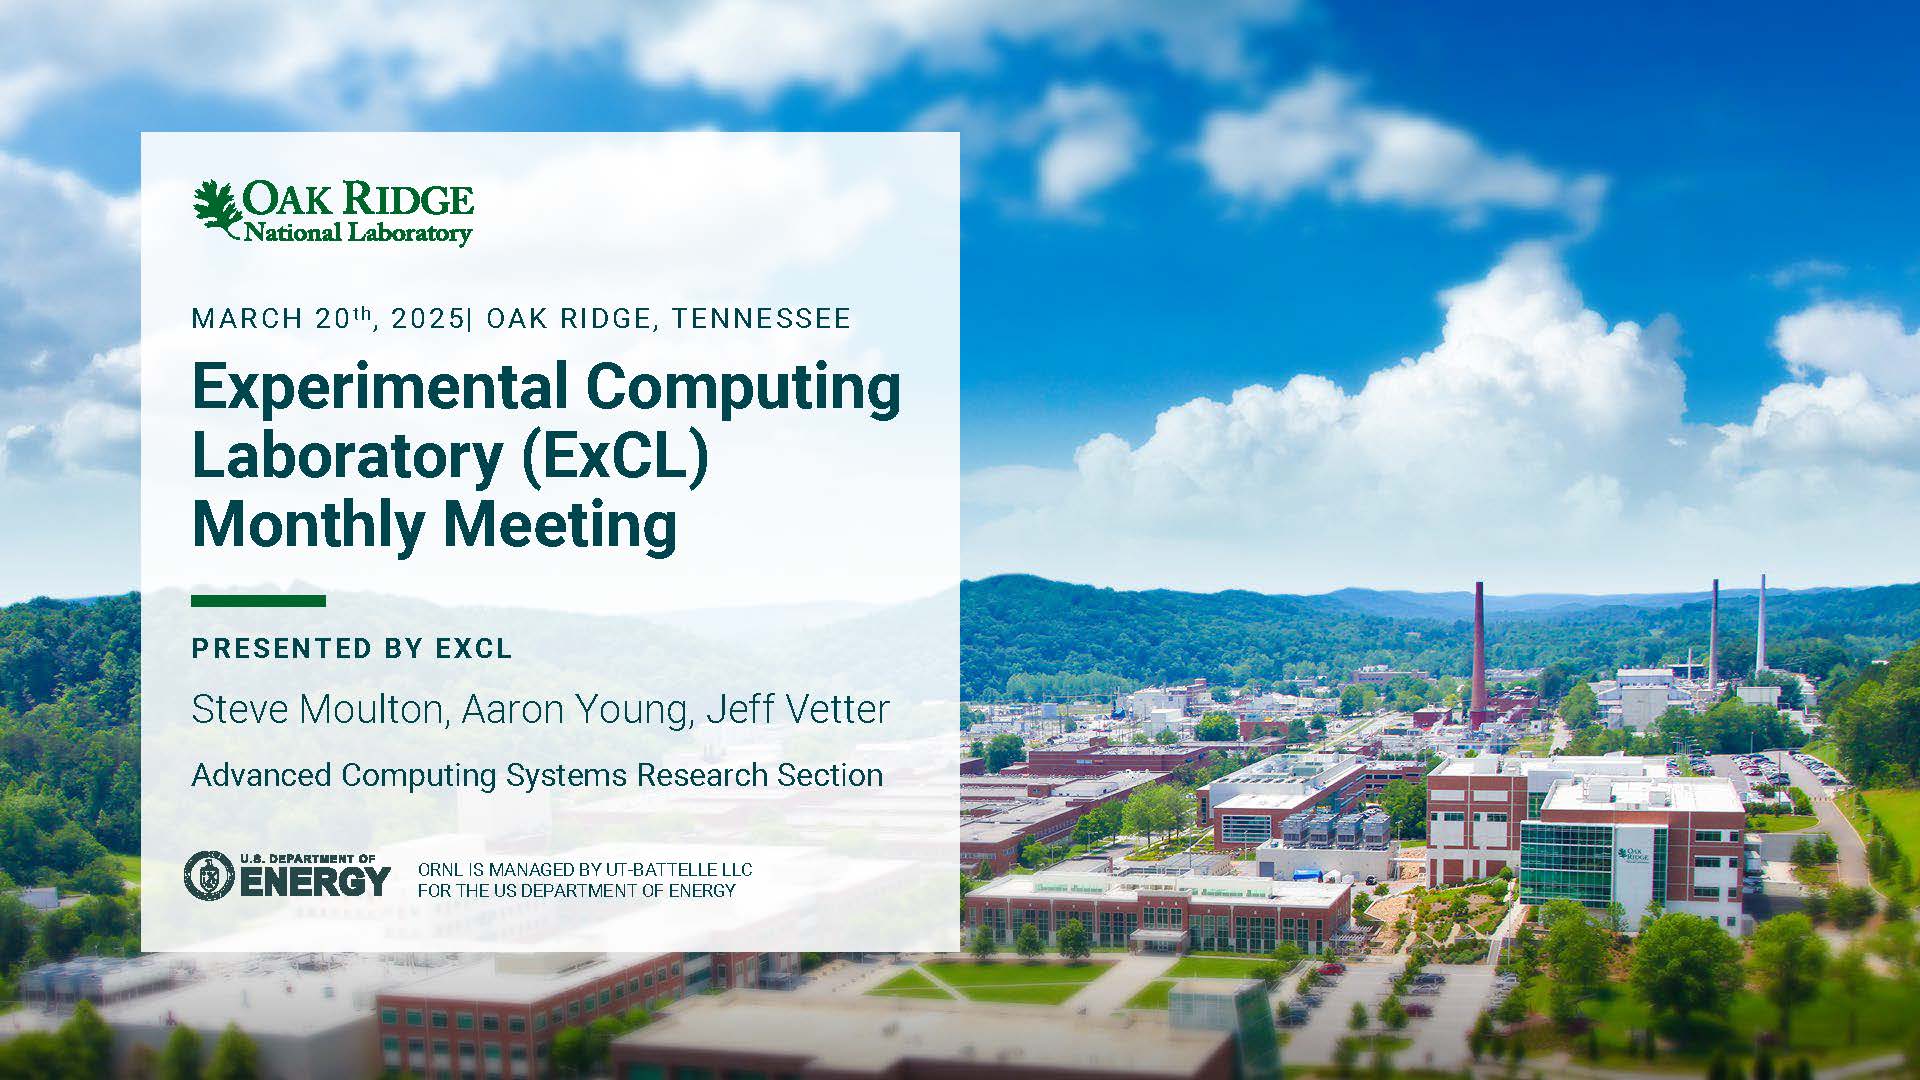 OAK RIDGE
National Laboratory
MARCH 20th, 2025| OAK RIDGE, TENNESSEE
Experimental Computing
Laboratory (ExCL)
Monthly Meeting
PRESENTED BY EXCL
Steve Moulton, Aaron Young, Jeff Vetter
Advanced Computing Systems Research Section
U.S. DEPARTMENT OF
ENERGY
ORNL IS MANAGED BY UT-BATTELLE LLC
FOR THE US DEPARTMENT OF ENERGY
OAK
RIDGE